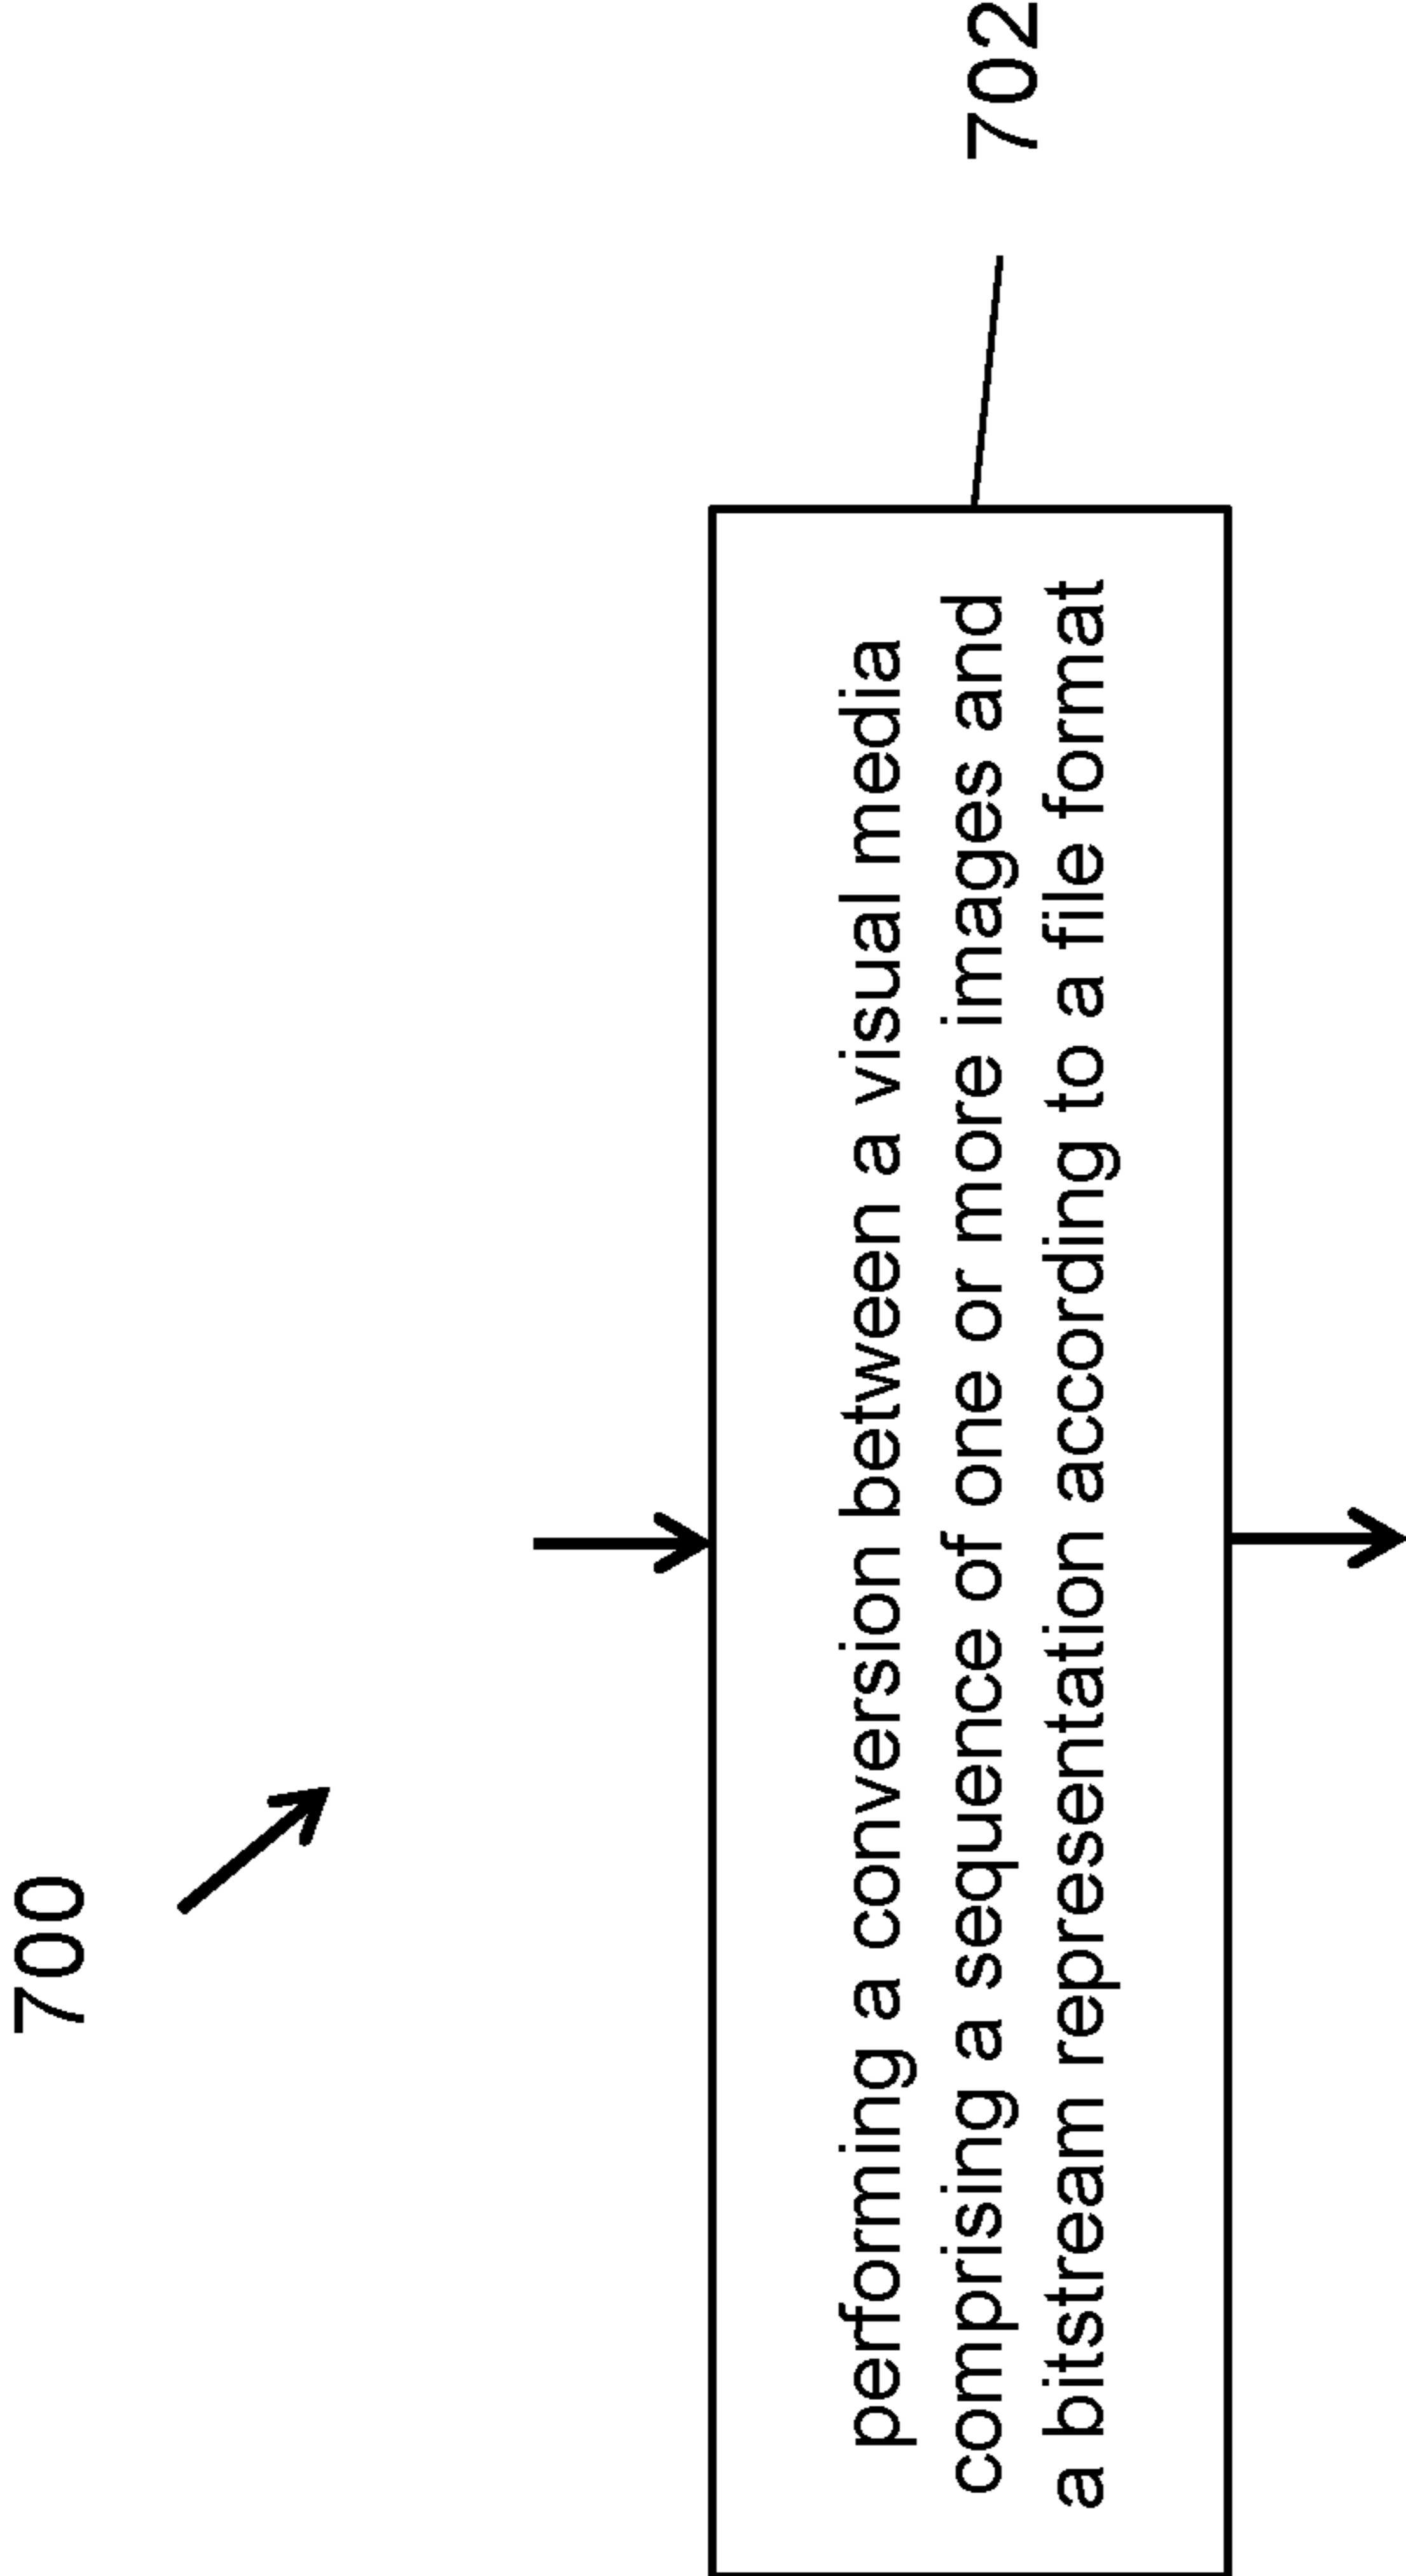 700
performing a conversion between a visual media
comprising a sequence of one or more images and
a bitstream representation according to a file format
702